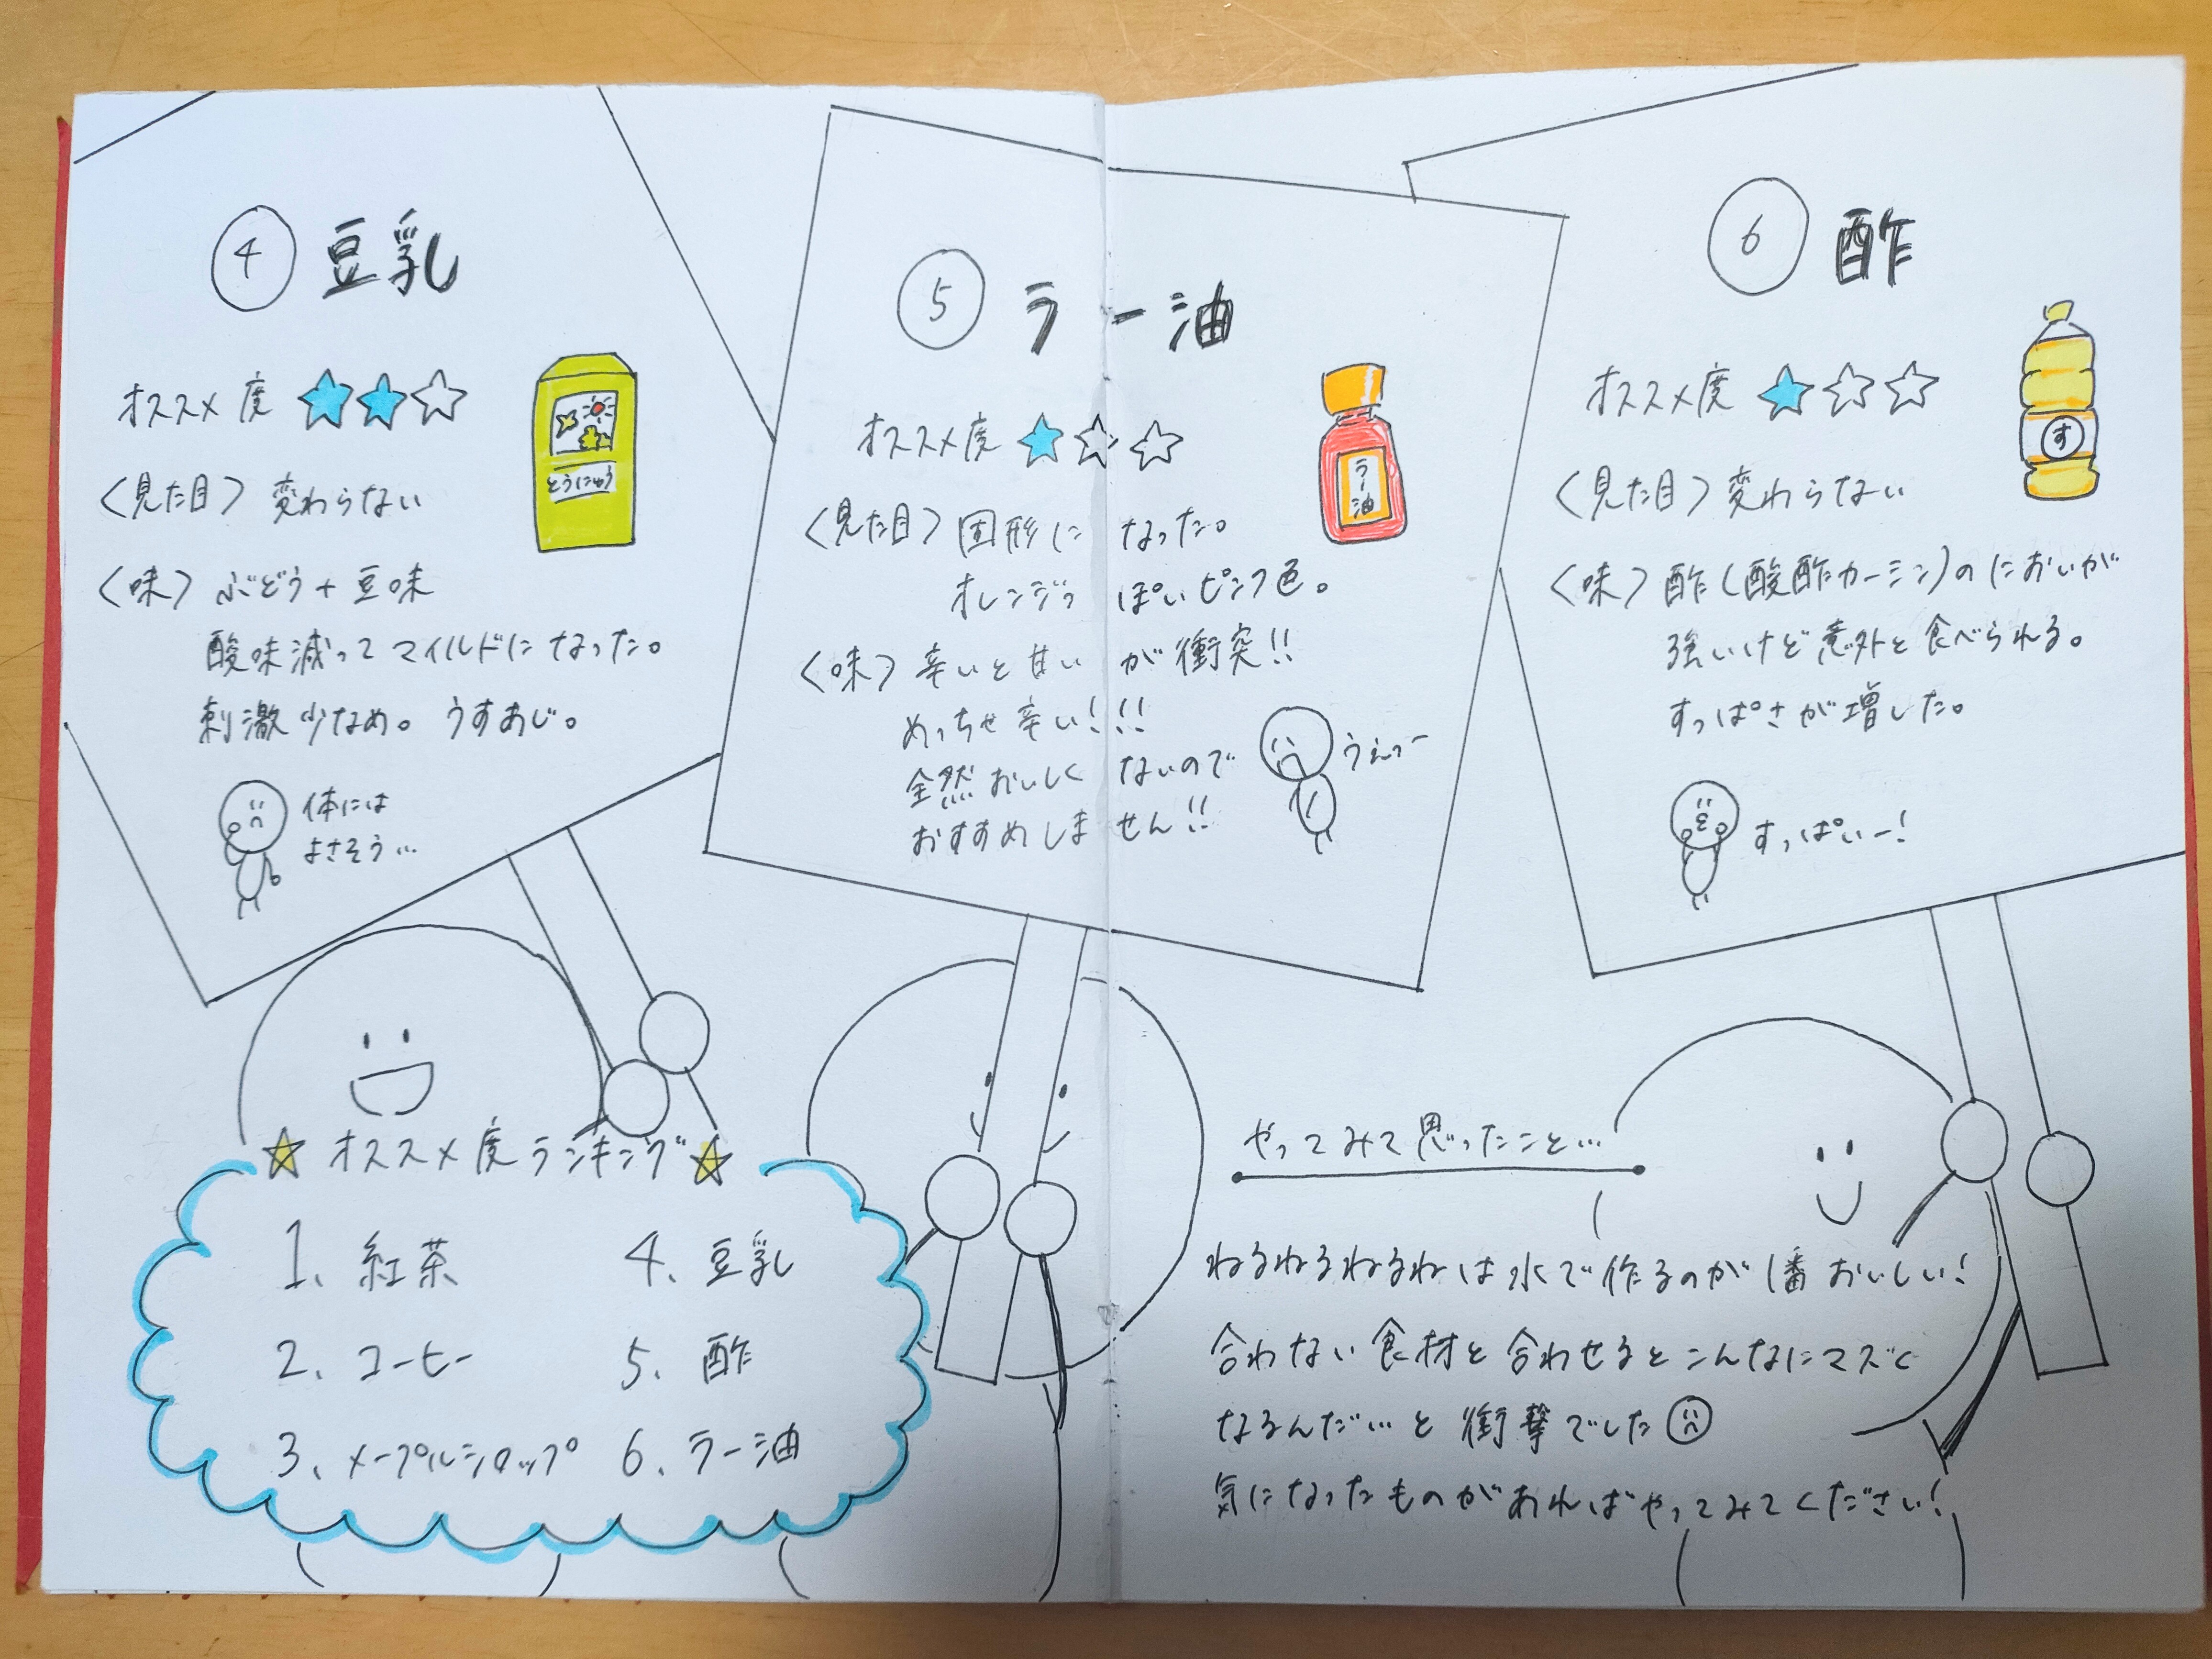 ④ 豆乳
オススメ度 ★★☆
とうにゅう
〈見た目〉変わらない
〈味〉ぶどう+豆味
酸味減ってマイルドになった。
刺激少なめ。うすあじ。
体には
よさそう…
⑤ ラー油
オススメ度 ★☆☆
ラー油
〈見た目〉固形になった。
オレンジっぽいピンク色。
〈味〉辛いと甘いが衝突!!
めっちゃ辛い!!!
全然おいしくないので
おすすめしません!!
うえっー
⑥ 酢
オススメ度 ★☆☆
す
〈見た目〉変わらない
〈味〉酢(酸酢カーミン)のにおいが
強いけど意外と食べられる。
すっぱさが増した。
すっぱいー!
☆オススメ度ランキング☆
1、紅茶
2、コーヒー
3、メープルシロップ
4、豆乳
5、酢
6、ラー油
やってみて思ったこと…
ねるねるねるねは水で作るのが1番おいしい!
合わない食材と合わせるとこんなにマズく
なるんだ…と衝撃でした
気になったものがあればやってみてください!